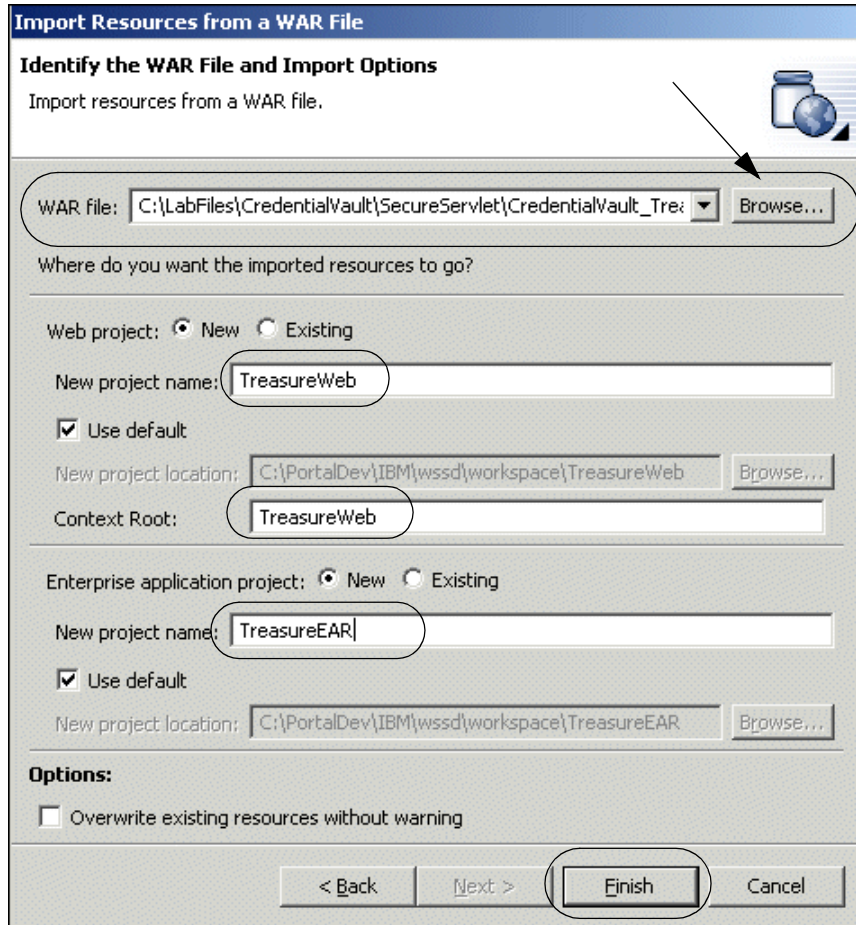 Import Resources from a WAR File
Identify the WAR File and Import Options
Import resources from a WAR file.
WAR file: C:\LabFiles\CredentialVault\SecureServlet\CredentialVault_Trea Browse...
Where do you want the imported resources to go?
Web project: New Existing
New project name: TreasureWeb
Use default
New project location: C:\PortalDev\IBM\wssd\workspace\TreasureWeb Browse...
Context Root: TreasureWeb
Enterprise application project: New Existing
New project name: TreasureEAR
Use default
New project location: C:\PortalDev\IBM\wssd\workspace\TreasureEAR Browse...
Options:
Overwrite existing resources without warning
< Back Next > Finish Cancel